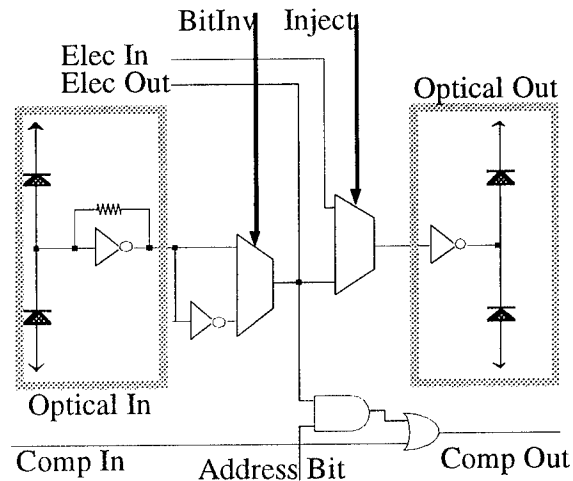 BitInv Inject
Elec In
Elec Out
Optical Out
Optical In
Comp In
Address Bit
Comp Out